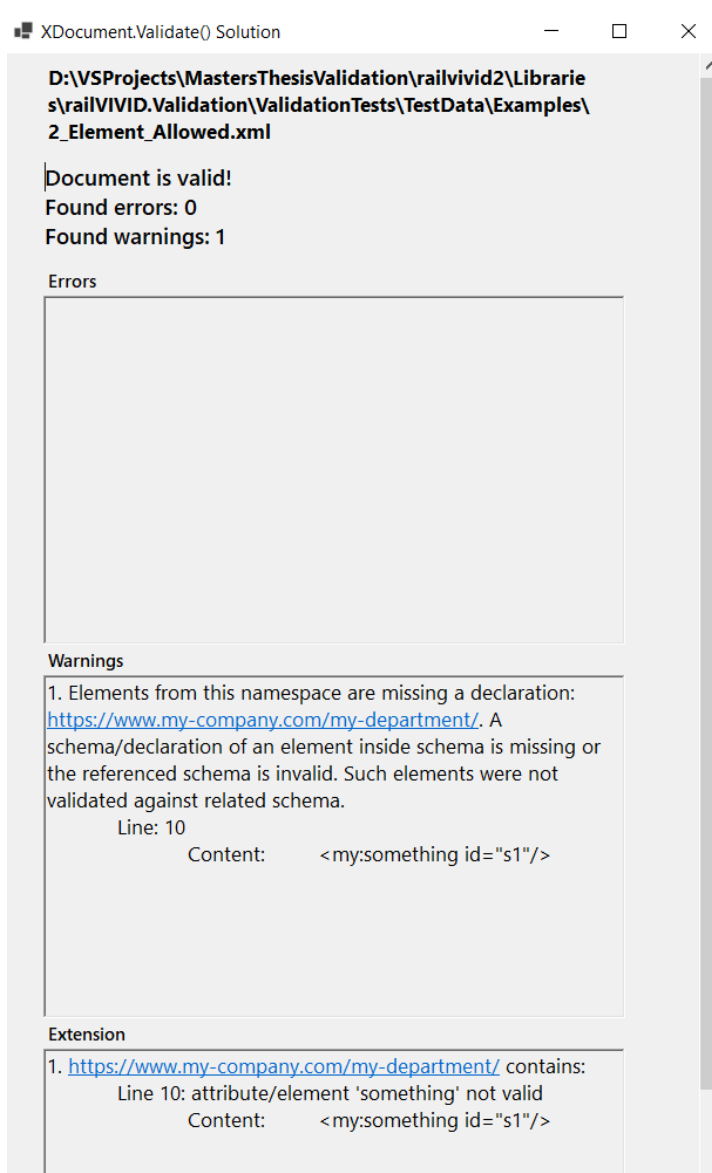 XDocument.Validate() Solution
D:\VSProjects\MastersThesisValidation\railvivid2\Librarie
s\railVIVID.Validation\ValidationTests\TestData\Examples\
2_Element_Allowed.xml
Document is valid!
Found errors: 0
Found warnings: 1
Errors
Warnings
1. Elements from this namespace are missing a declaration:
https://www.my-company.com/my-department/. A
schema/declaration of an element inside schema is missing or
the referenced schema is invalid. Such elements were not
validated against related schema.
Line: 10
Content: <my:something id="s1"/>
Extension
1. https://www.my-company.com/my-department/ contains:
Line 10: attribute/element 'something' not valid
Content: <my:something id="s1"/>